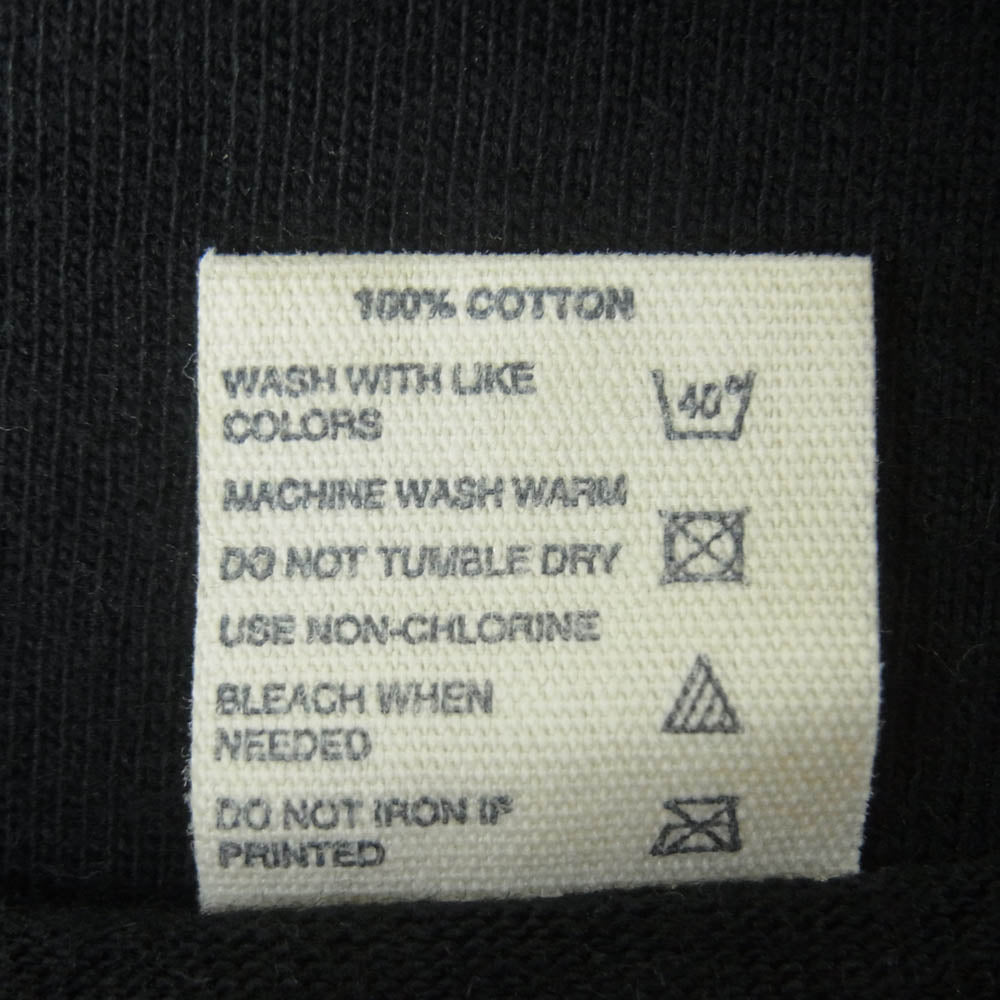 100% COTTON
WASH WITH LIKE
COLORS
40°
MACHINE WASH WARM
DO NOT TUMBLE DRY
USE NON-CHLORINE
BLEACH WHEN
NEEDED
DO NOT IRON IF
PRINTED